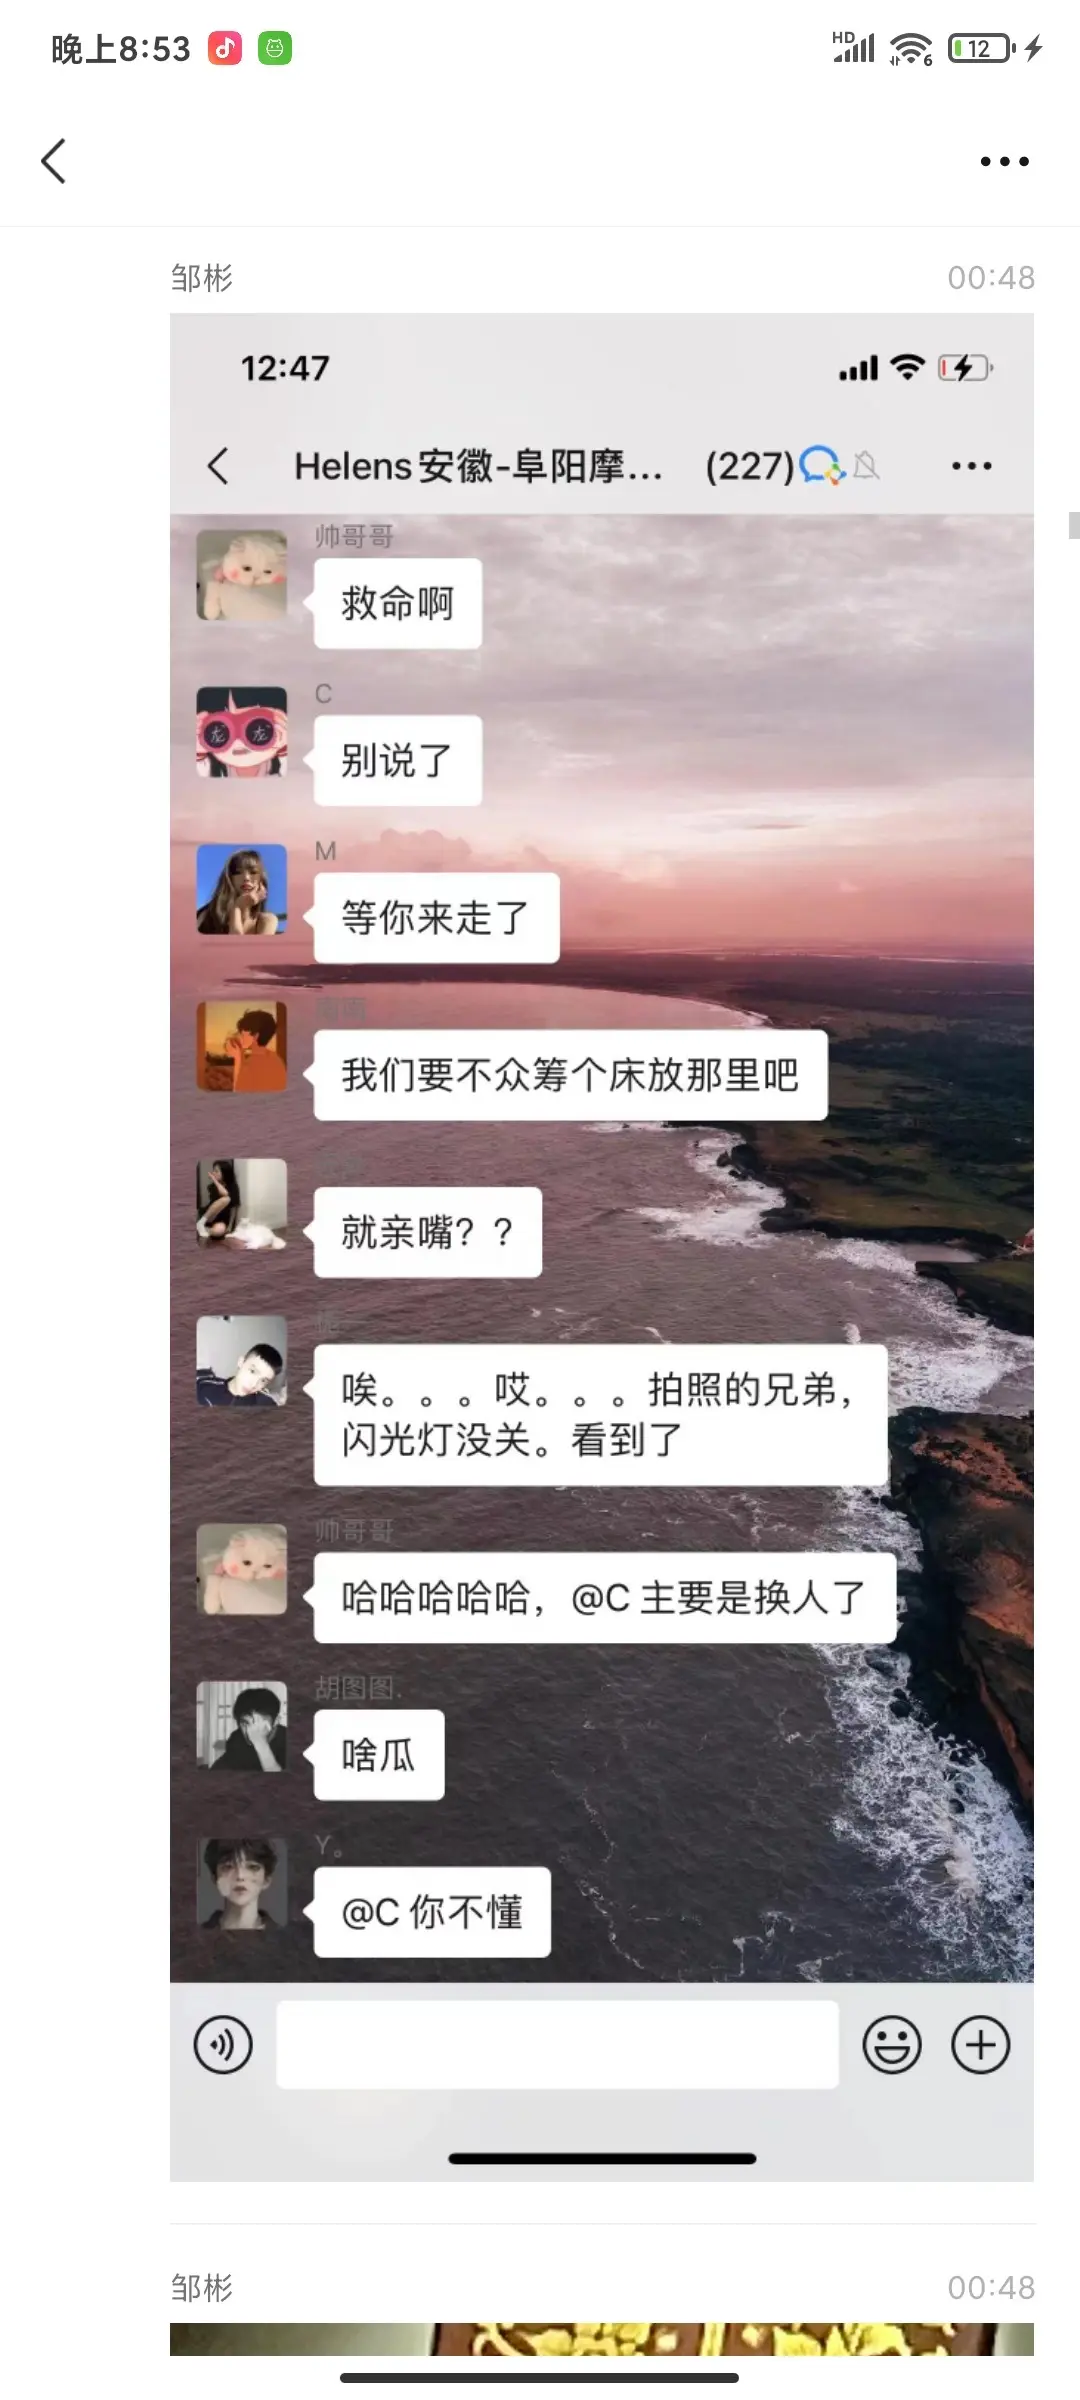 晚上8:53
HD
6
12
邹彬
00:48
12:47
Helens安徽-阜阳摩... (227)
帅哥哥
救命啊
C
别说了
龙 龙
M
等你来走了
我们要不众筹个床放那里吧
就亲嘴？？
唉。。。哎。。。拍照的兄弟，
闪光灯没关。看到了
帅哥哥
哈哈哈哈哈，@C 主要是换人了
胡图图.
啥瓜
Y。
@C 你不懂
邹彬
00:48